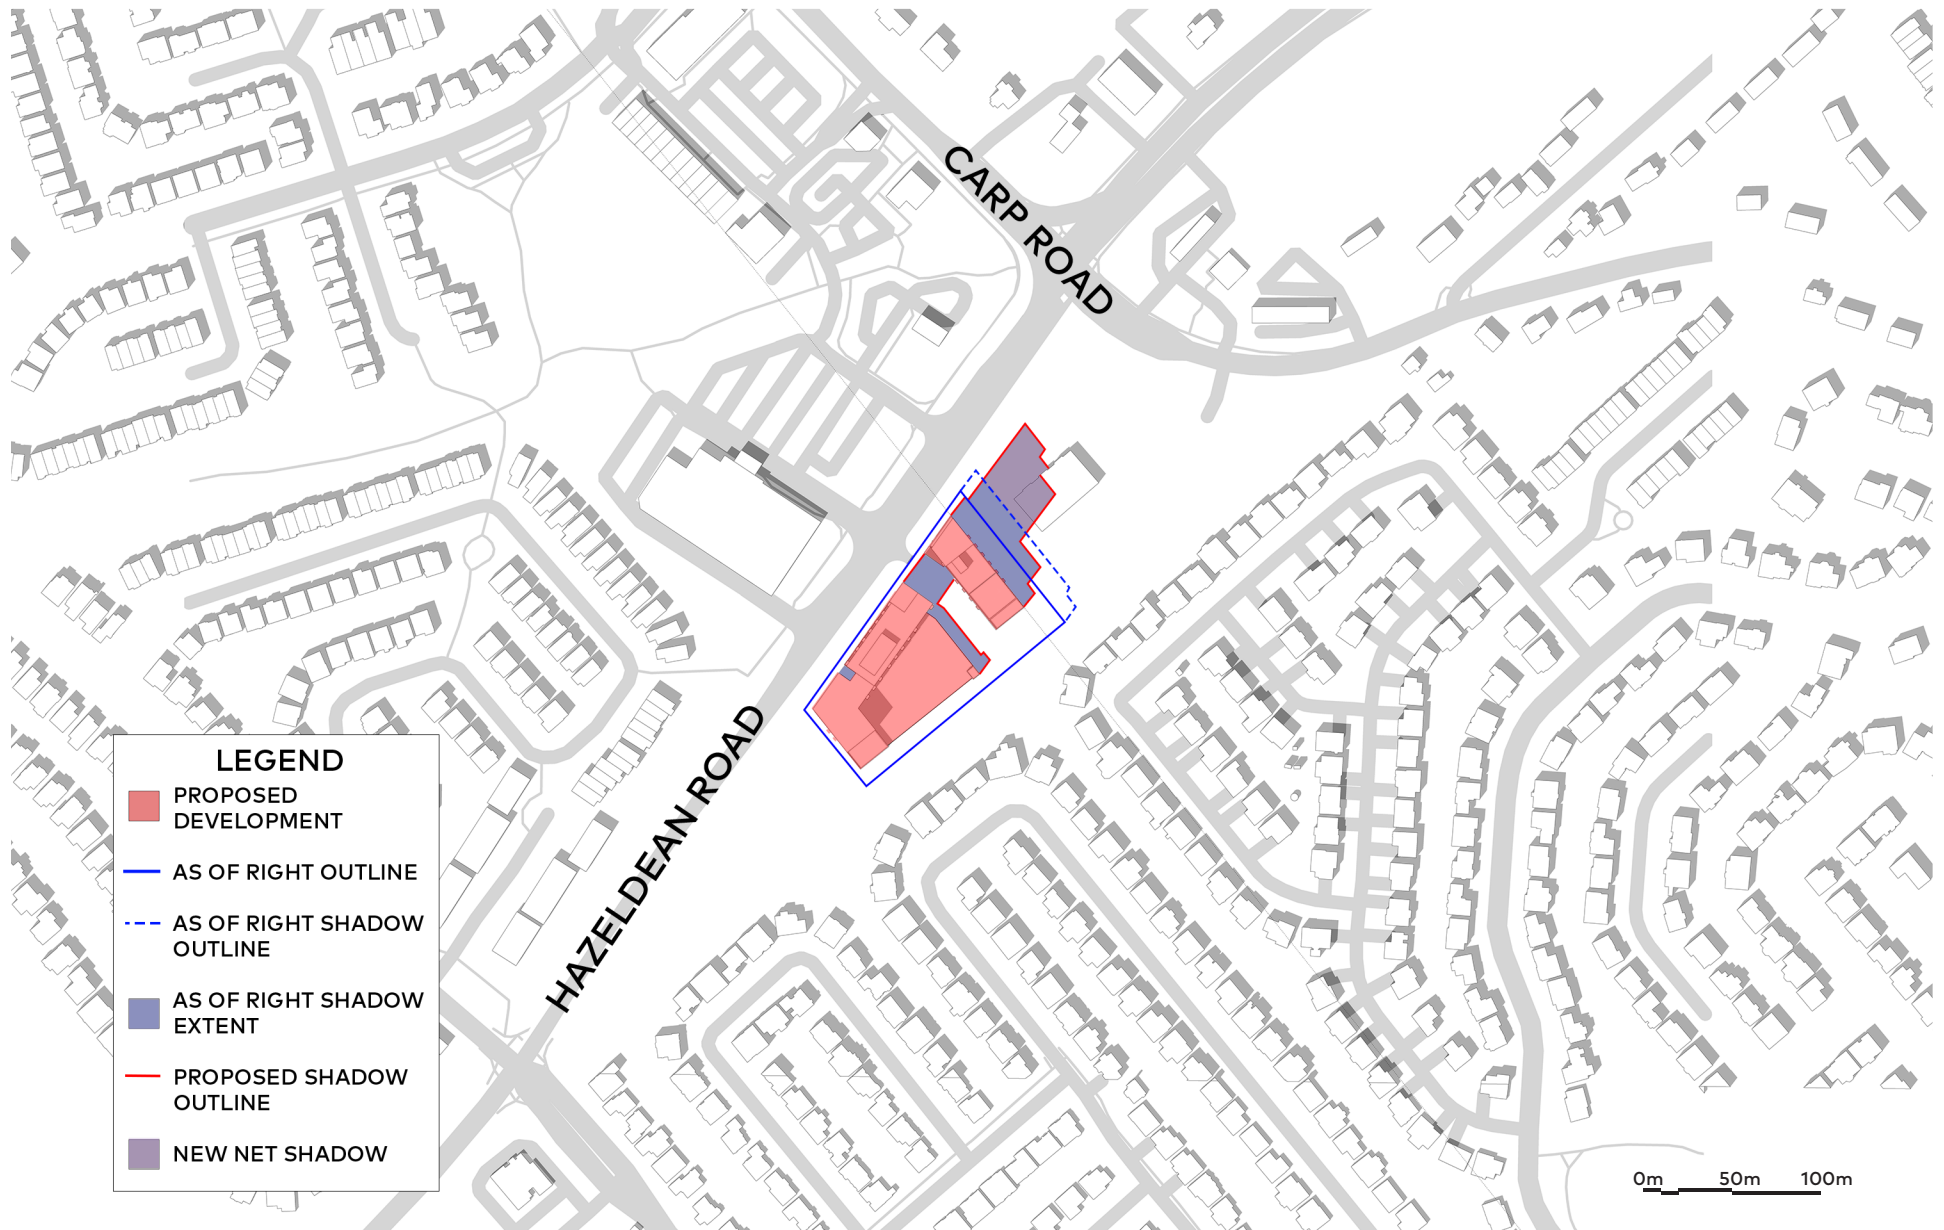 CARP ROAD
HAZELDEAN ROAD
LEGEND
PROPOSED
DEVELOPMENT
AS OF RIGHT OUTLINE
AS OF RIGHT SHADOW
OUTLINE
AS OF RIGHT SHADOW
EXTENT
PROPOSED SHADOW
OUTLINE
NEW NET SHADOW
0m 50m 100m